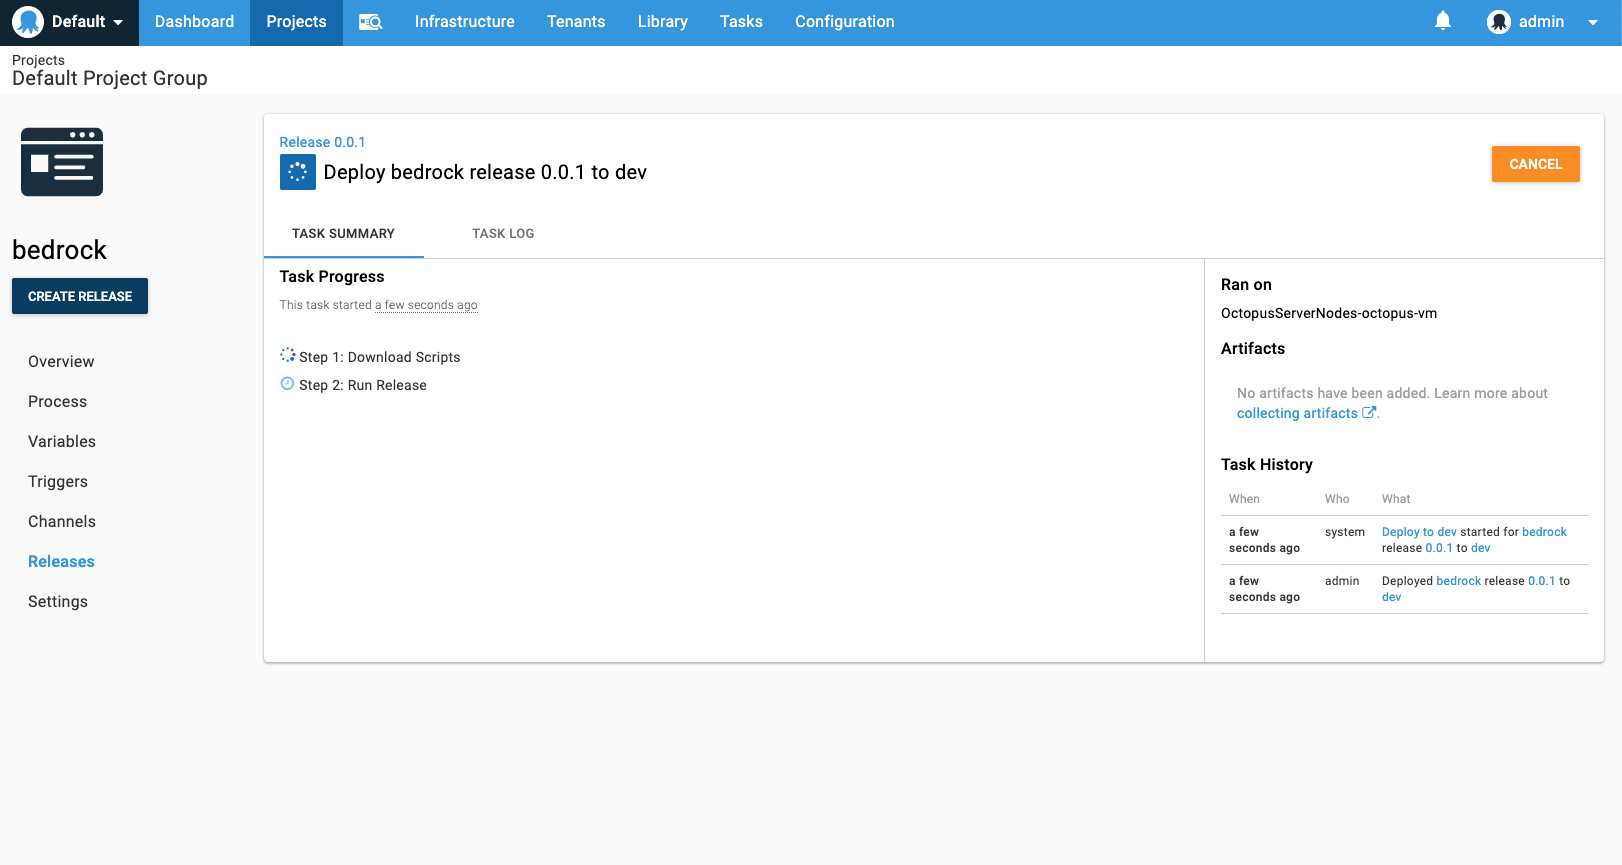 Default
Dashboard
Projects
Infrastructure
Tenants
Library
Tasks
Configuration
admin
Projects
Default Project Group
bedrock
CREATE RELEASE
Overview
Process
Variables
Triggers
Channels
Releases
Settings
Release 0.0.1
Deploy bedrock release 0.0.1 to dev
CANCEL
TASK SUMMARY
TASK LOG
Task Progress
This task started a few seconds ago
Step 1: Download Scripts
Step 2: Run Release
Ran on
OctopusServerNodes-octopus-vm
Artifacts
No artifacts have been added. Learn more about
collecting artifacts.
Task History
When Who What
a few system Deploy to dev started for bedrock
seconds ago release 0.0.1 to dev
a few admin Deployed bedrock release 0.0.1 to
seconds ago dev